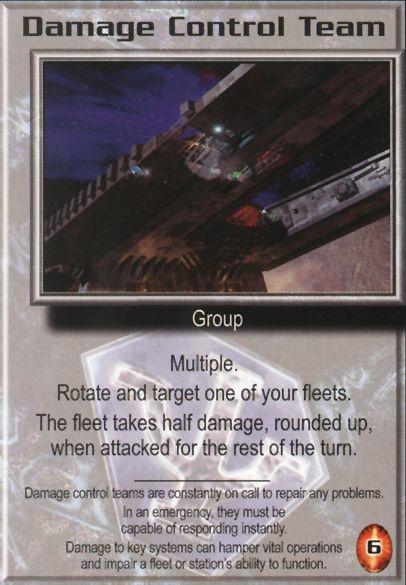 Damage Control Team
Group
Multiple.
Rotate and target one of your fleets.
The fleet takes half damage, rounded up,
when attacked for the rest of the turn.
Damage control teams are constantly on call to repair any problems.
In an emergency, they must be
capable of responding instantly.
Damage to key systems can hamper vital operations
and impair a fleet or station's ability to function.
6